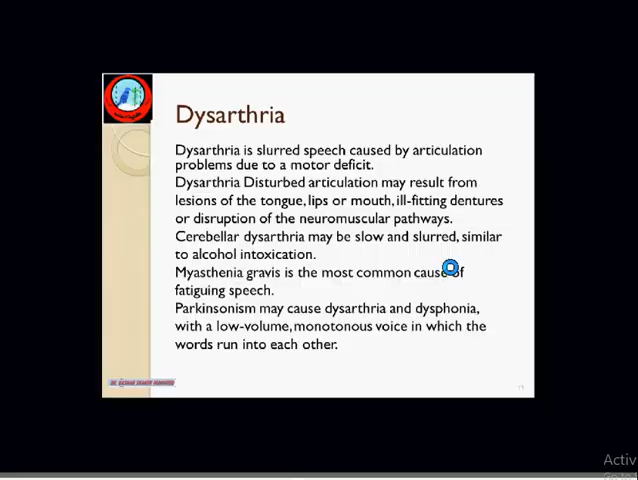 Dysarthria
Dysarthria is slurred speech caused by articulation
problems due to a motor deficit.
Dysarthria Disturbed articulation may result from
lesions of the tongue, lips or mouth, ill-fitting dentures
or disruption of the neuromuscular pathways.
Cerebellar dysarthria may be slow and slurred, similar
to alcohol intoxication.
Myasthenia gravis is the most common cause of
fatiguing speech.
Parkinsonism may cause dysarthria and dysphonia,
with a low-volume, monotonous voice in which the
words run into each other.
Activ